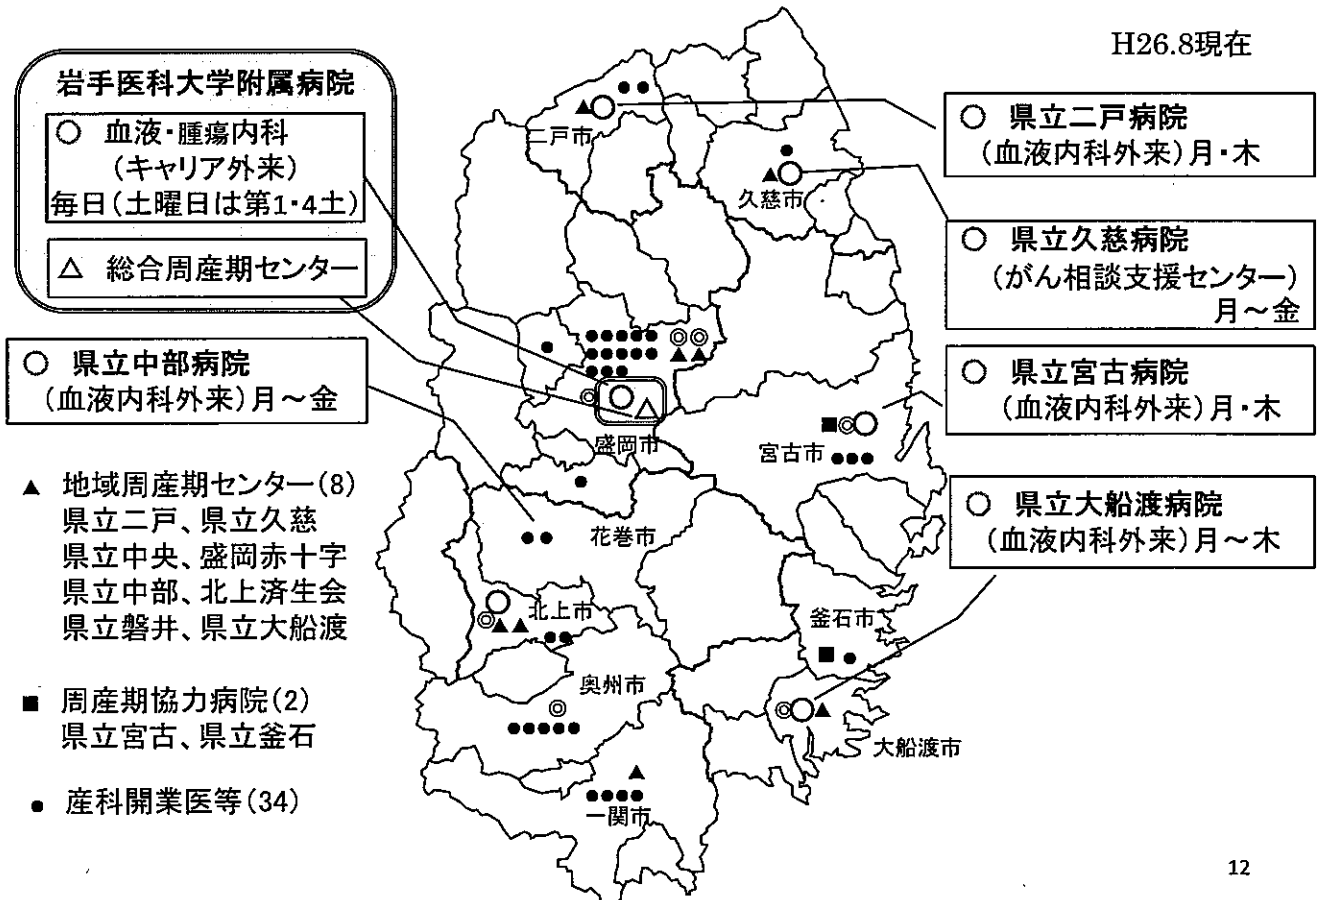 H26.8現在
岩手医科大学附属病院
○ 血液・腫瘍内科
(キャリア外来)
毎日(土曜日は第1・4土)
△ 総合周産期センター
○ 県立中部病院
(血液内科外来)月～金
▲ 地域周産期センター(8)
県立二戸、県立久慈
県立中央、盛岡赤十字
県立中部、北上済生会
県立磐井、県立大船渡
■ 周産期協力病院(2)
県立宮古、県立釜石
● 産科開業医等(34)
二戸市
久慈市
盛岡市
宮古市
花巻市
北上市
釜石市
奥州市
大船渡市
一関市
○ 県立二戸病院
(血液内科外来)月・木
○ 県立久慈病院
(がん相談支援センター)
月～金
○ 県立宮古病院
(血液内科外来)月・木
○ 県立大船渡病院
(血液内科外来)月～木
12